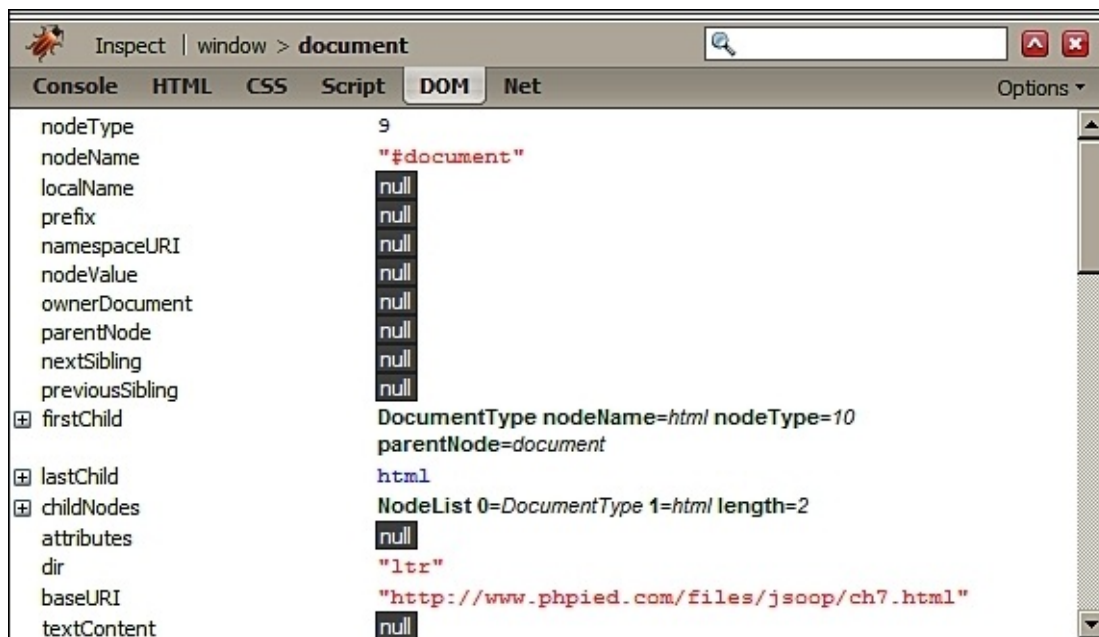 Inspect | window > document
Console HTML CSS Script DOM Net Options
nodeType 9
nodeName "#document"
localName null
prefix null
namespaceURI null
nodeValue null
ownerDocument null
parentNode null
nextSibling null
previousSibling null
firstChild DocumentType nodeName=html nodeType=10
parentNode=document
lastChild html
childNodes NodeList 0=DocumentType 1=html length=2
attributes null
dir "ltr"
baseURI "http://www.phpied.com/files/jsoop/ch7.html"
textContent null